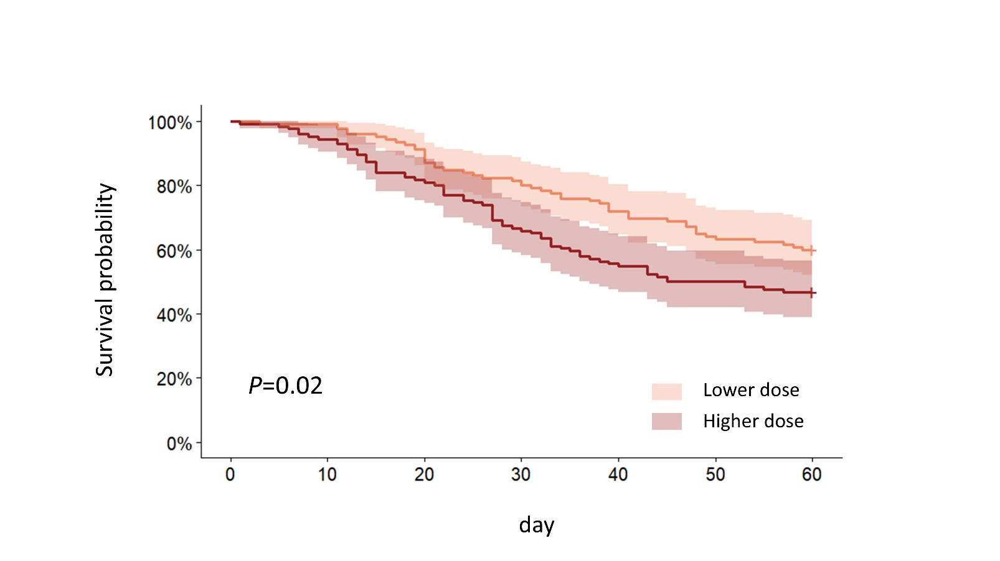 100%
80%
60%
40%
20%
0%
Survival probability
P=0.02
Lower dose
Higher dose
0 10 20 30 40 50 60
day